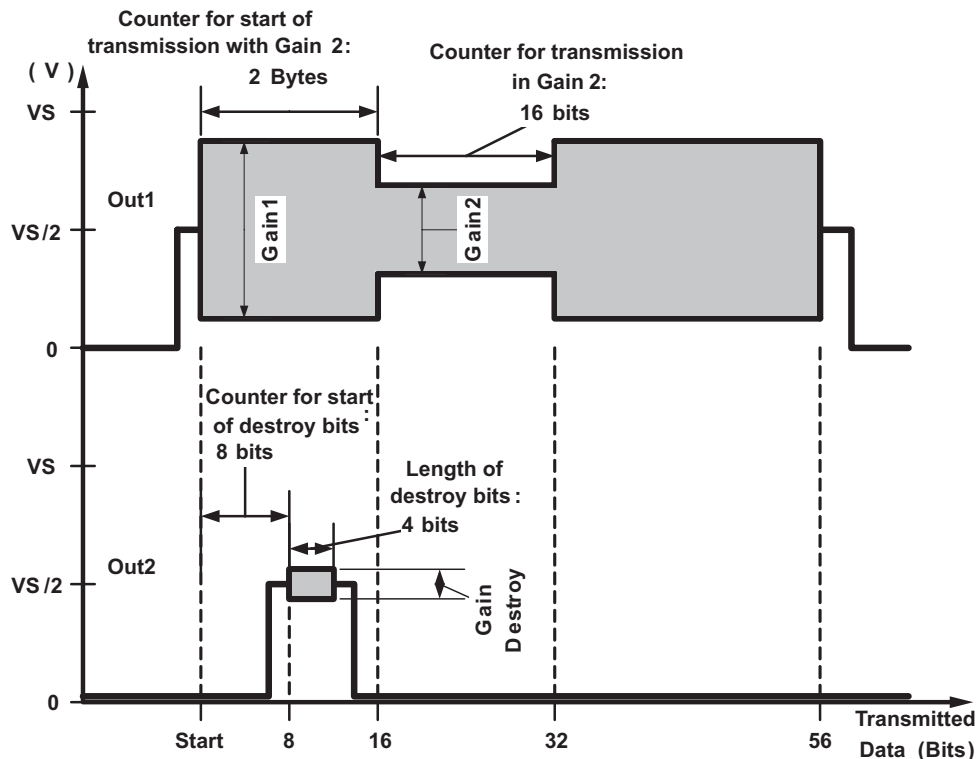 Counter for start of
transmission with Gain 2:
2 Bytes
Counter for transmission
in Gain 2:
16 bits
( V )
VS
Out1
VS/2
Gain1
Gain2
0
Counter for start
of destroy bits:
8 bits
VS
Length of
destroy bits:
4 bits
Out2
VS/2
Gain
Destroy
0
Start
8
16
32
56
Transmitted
Data (Bits)